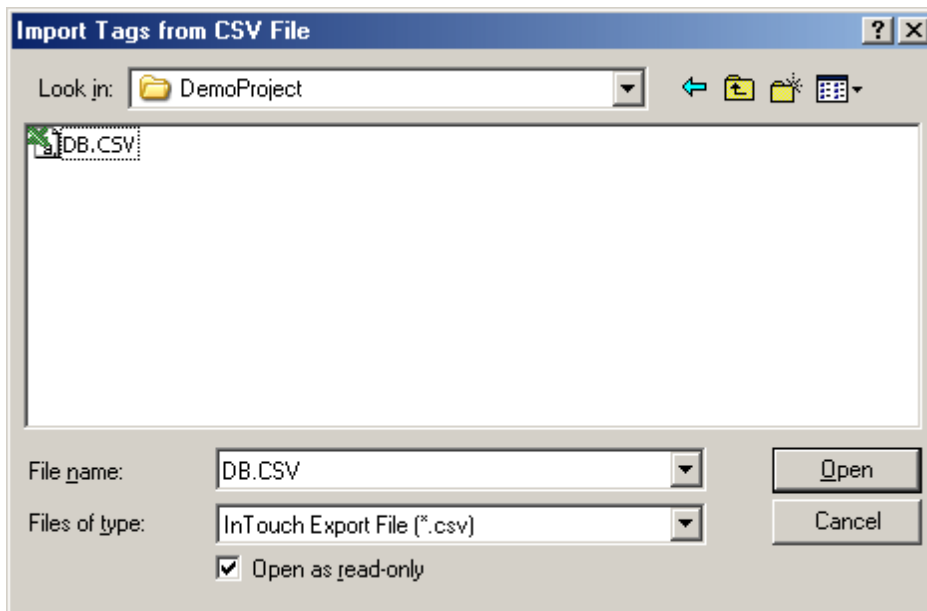 Import Tags from CSV File
Look in: DemoProject
DB.CSV
File name: DB.CSV Open
Files of type: InTouch Export File (*.csv) Cancel
Open as read-only